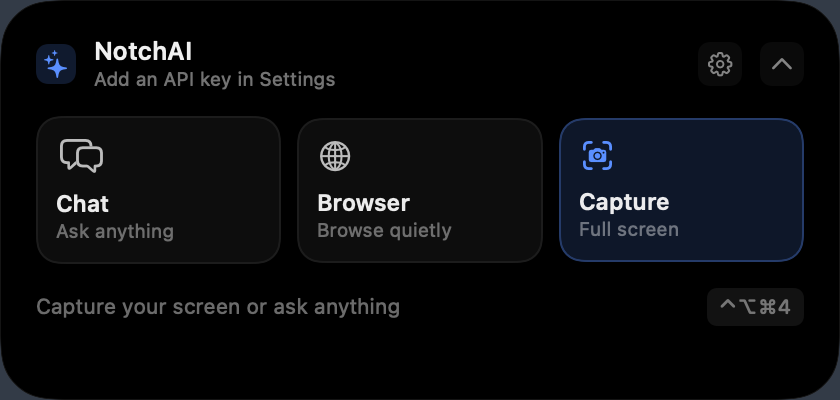 NotchAI
Add an API key in Settings
Chat
Ask anything
Browser
Browse quietly
Capture
Full screen
Capture your screen or ask anything
⌃⌥⌘4